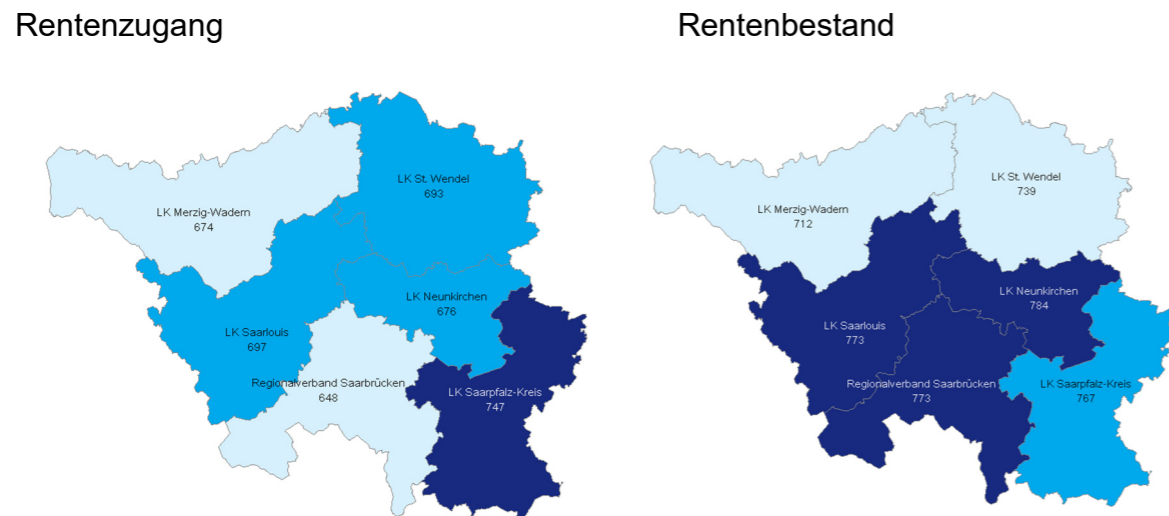 Rentenzugang
LK St. Wendel
693
LK Merzig-Wadern
674
LK Neunkirchen
676
LK Saarlouis
697
Regionalverband Saarbrücken
648
LK Saarpfalz-Kreis
747
Rentenbestand
LK St. Wendel
739
LK Merzig-Wadern
712
LK Neunkirchen
784
LK Saarlouis
773
Regionalverband Saarbrücken
773
LK Saarpfalz-Kreis
767